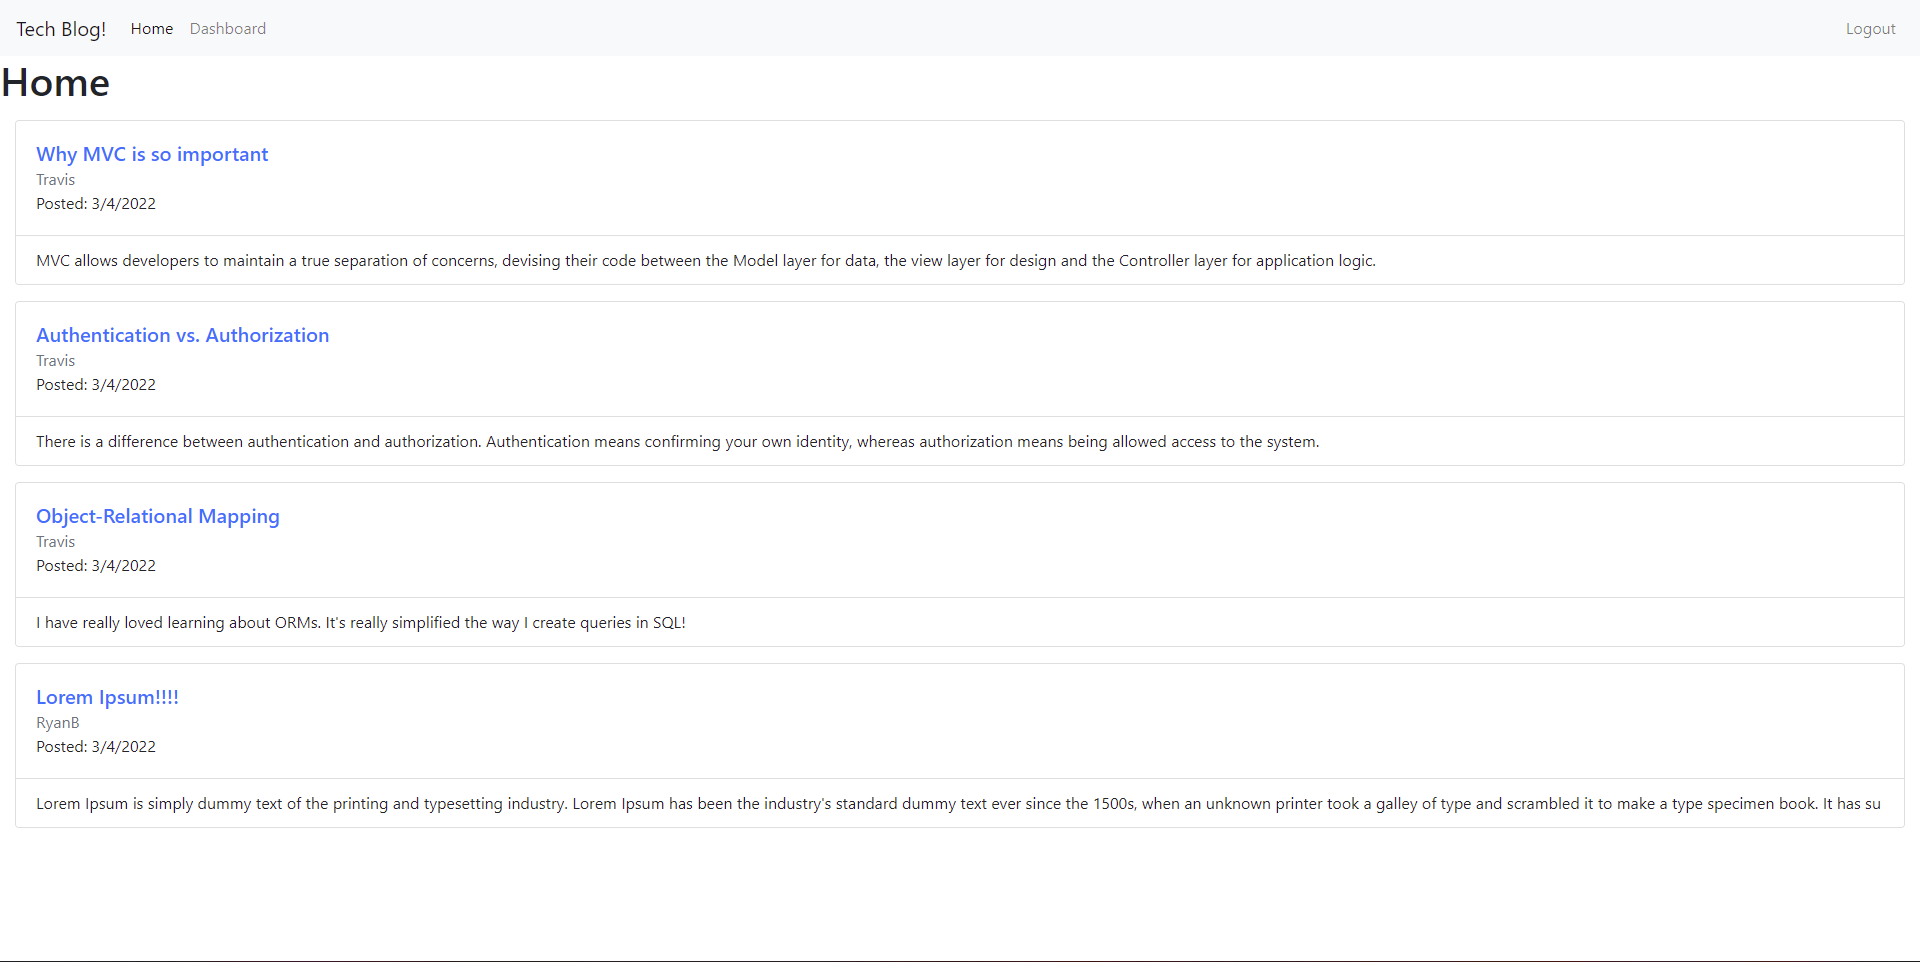 Tech Blog! Home Dashboard Logout
Home
Why MVC is so important
Travis
Posted: 3/4/2022
MVC allows developers to maintain a true separation of concerns, devising their code between the Model layer for data, the view layer for design and the Controller layer for application logic.
Authentication vs. Authorization
Travis
Posted: 3/4/2022
There is a difference between authentication and authorization. Authentication means confirming your own identity, whereas authorization means being allowed access to the system.
Object-Relational Mapping
Travis
Posted: 3/4/2022
I have really loved learning about ORMs. It's really simplified the way I create queries in SQL!
Lorem Ipsum!!!!
RyanB
Posted: 3/4/2022
Lorem Ipsum is simply dummy text of the printing and typesetting industry. Lorem Ipsum has been the industry's standard dummy text ever since the 1500s, when an unknown printer took a galley of type and scrambled it to make a type specimen book. It has su